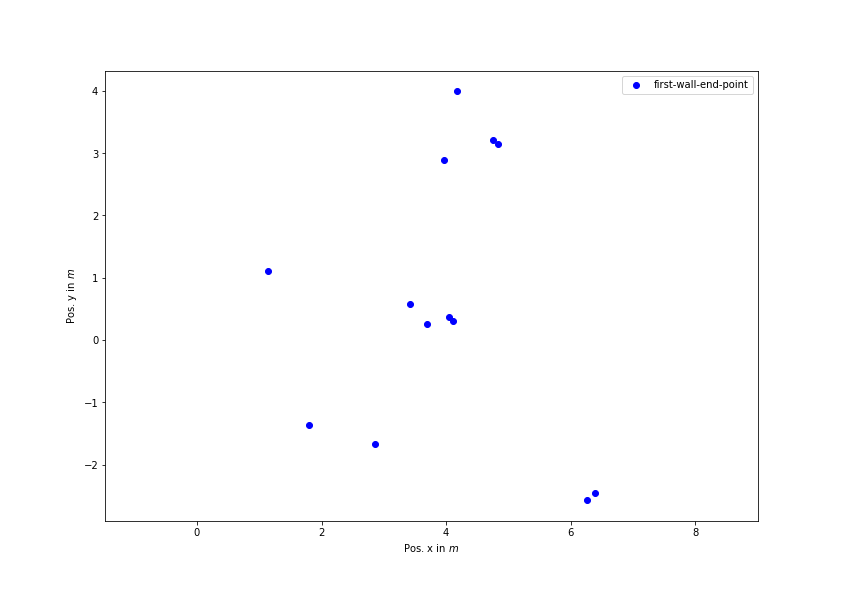 first-wall-end-point
4
3
2
1
0
−1
−2
Pos. y in m
0 2 4 6 8
Pos. x in m